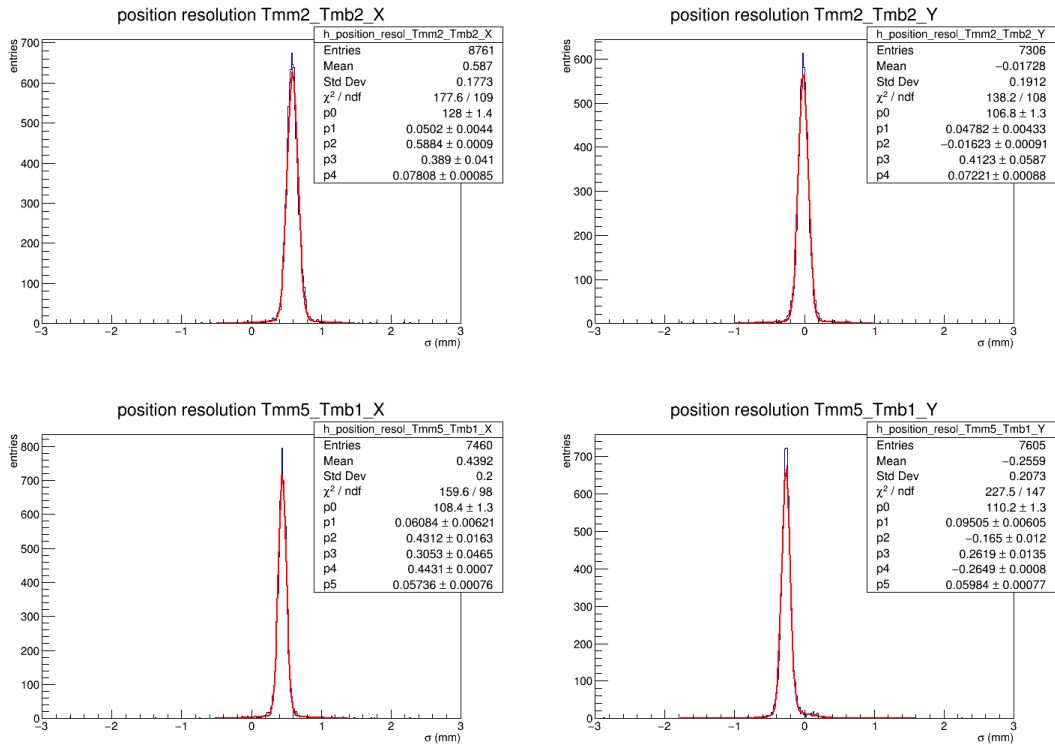 position resolution Tmm2_Tmb2_X
entries
h_position_resol_Tmm2_Tmb2_X
Entries 8761
Mean 0.587
Std Dev 0.1773
χ² / ndf 177.6 / 109
p0 128 ± 1.4
p1 0.0502 ± 0.0044
p2 0.5884 ± 0.0009
p3 0.389 ± 0.041
p4 0.07808 ± 0.00085
700
600
500
400
300
200
100
0
−3 −2 −1 0 1 2 3
σ (mm)
position resolution Tmm2_Tmb2_Y
entries
h_position_resol_Tmm2_Tmb2_Y
Entries 7306
Mean −0.01728
Std Dev 0.1912
χ² / ndf 138.2 / 108
p0 106.8 ± 1.3
p1 0.04782 ± 0.00433
p2 −0.01623 ± 0.00091
p3 0.4123 ± 0.0587
p4 0.07221 ± 0.00088
600
500
400
300
200
100
0
−3 −2 −1 0 1 2 3
σ (mm)
position resolution Tmm5_Tmb1_X
entries
h_position_resol_Tmm5_Tmb1_X
Entries 7460
Mean 0.4392
Std Dev 0.2
χ² / ndf 159.6 / 98
p0 108.4 ± 1.3
p1 0.06084 ± 0.00621
p2 0.4312 ± 0.0163
p3 0.3053 ± 0.0465
p4 0.4431 ± 0.0007
p5 0.05736 ± 0.00076
800
700
600
500
400
300
200
100
0
−3 −2 −1 0 1 2 3
σ (mm)
position resolution Tmm5_Tmb1_Y
entries
h_position_resol_Tmm5_Tmb1_Y
Entries 7605
Mean −0.2559
Std Dev 0.2073
χ² / ndf 227.5 / 147
p0 110.2 ± 1.3
p1 0.09505 ± 0.00605
p2 −0.165 ± 0.012
p3 0.2619 ± 0.0135
p4 −0.2649 ± 0.0008
p5 0.05984 ± 0.00077
700
600
500
400
300
200
100
0
−3 −2 −1 0 1 2 3
σ (mm)